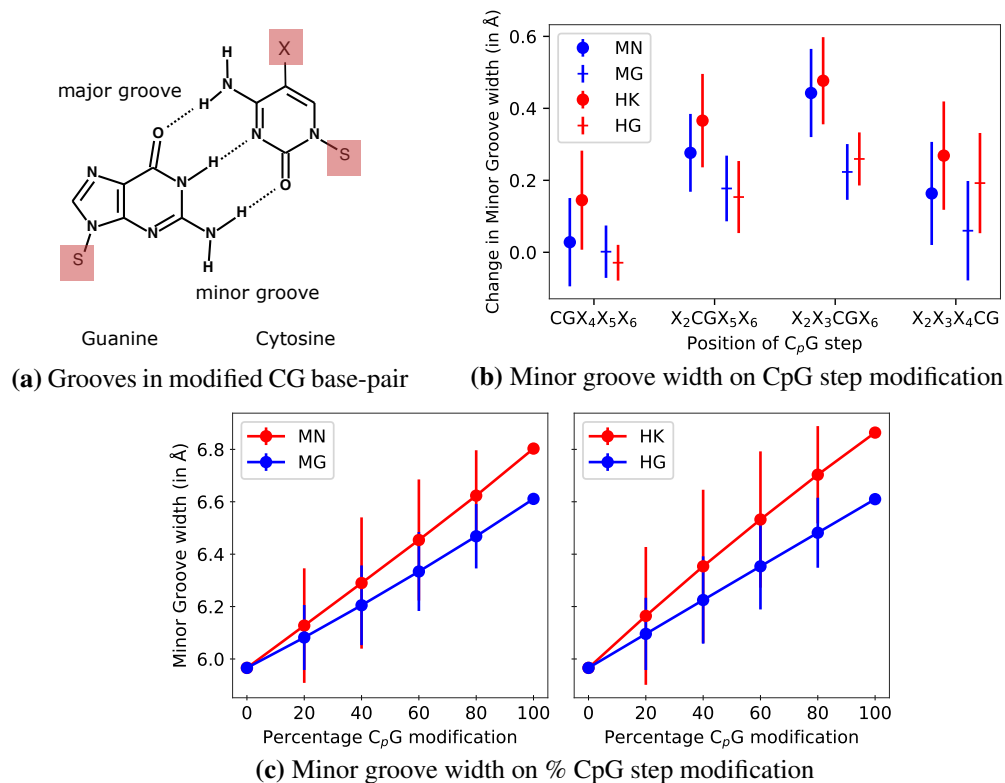 major groove
H
X
H
N
H
O
N
N
S
N
N
H
O
N
N
N
H
S
H
minor groove
Guanine Cytosine
(a) Grooves in modified CG base-pair
Change in Minor Groove width (in Å)
0.6
0.4
0.2
0.0
MN
MG
HK
HG
CGX₄X₅X₆ X₂CGX₅X₆ X₂X₃CGX₆ X₂X₃X₄CG
Position of CₚG step
(b) Minor groove width on CpG step modification
Minor Groove width (in Å)
6.8
6.6
6.4
6.2
6.0
MN
MG
0 20 40 60 80 100
Percentage CₚG modification
HK
HG
0 20 40 60 80 100
Percentage CₚG modification
(c) Minor groove width on % CpG step modification